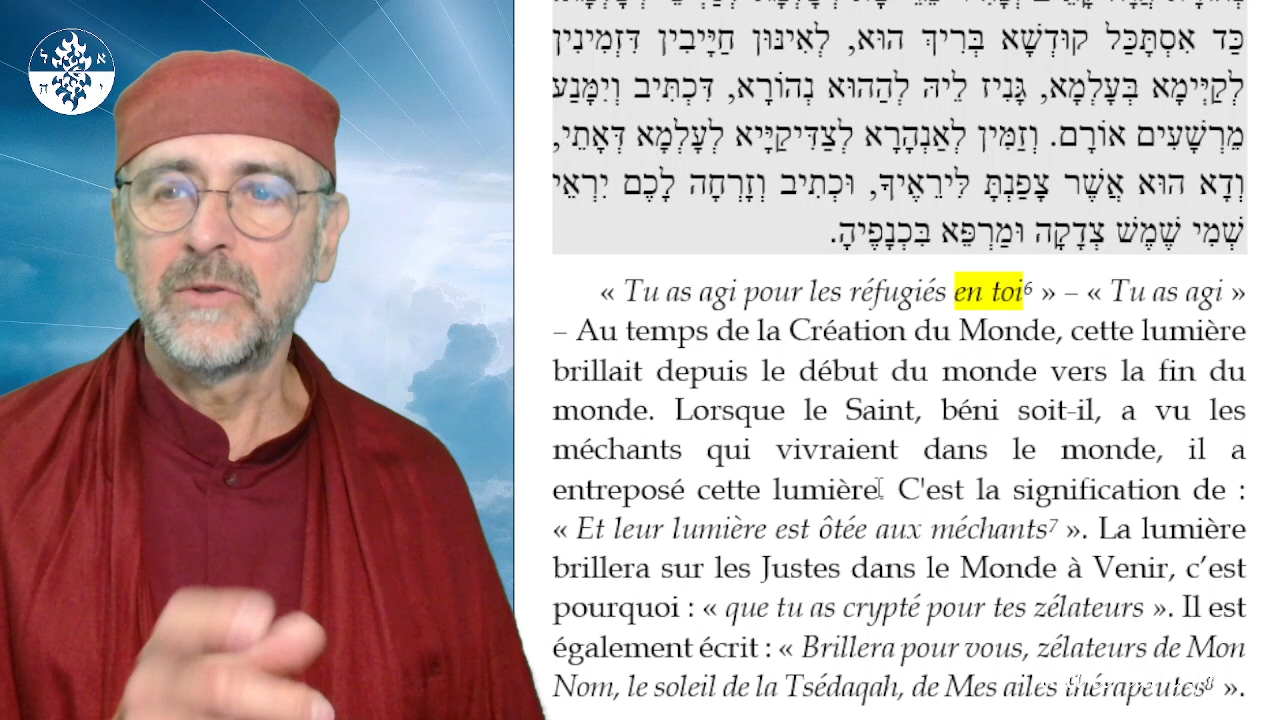 כַּד אִסְתָּכַּל קוּדְשָׁא בְּרִיךְ הוּא, לְאִינּוּן חַיָּיבִין דִּזְמִינִין
לְקַיְּימָא בְּעָלְמָא, גָּנִיז לֵיהּ לְהַהוּא נְהוֹרָא, דִּכְתִּיב וְיִמָּנַע
מֵרְשָׁעִים אוֹרָם. וְזַמִּין לְאַנְהָרָא לְצַדִּיקַיָּיא לְעָלְמָא דְּאָתֵי,
וְדָא הוּא אֲשֶׁר צָפַנְתָּ לִּירֵאֶיךָ, וּכְתִיב וְזָרְחָה לָכֶם יִרְאֵי
שְׁמִי שֶׁמֶשׁ צְדָקָה וּמַרְפֵּא בִּכְנָפֶיהָ.
« Tu as agi pour les réfugiés en toi⁶ » – « Tu as agi »
– Au temps de la Création du Monde, cette lumière
brillait depuis le début du monde vers la fin du
monde. Lorsque le Saint, béni soit-il, a vu les
méchants qui vivraient dans le monde, il a
entreposé cette lumière. C'est la signification de :
« Et leur lumière est ôtée aux méchants⁷ ». La lumière
brillera sur les Justes dans le Monde à Venir, c’est
pourquoi : « que tu as crypté pour tes zélateurs ». Il est
également écrit : « Brillera pour vous, zélateurs de Mon
Nom, le soleil de la Tsédaqah, de Mes ailes thérapeutes⁸ ».
א
ל
י
ה